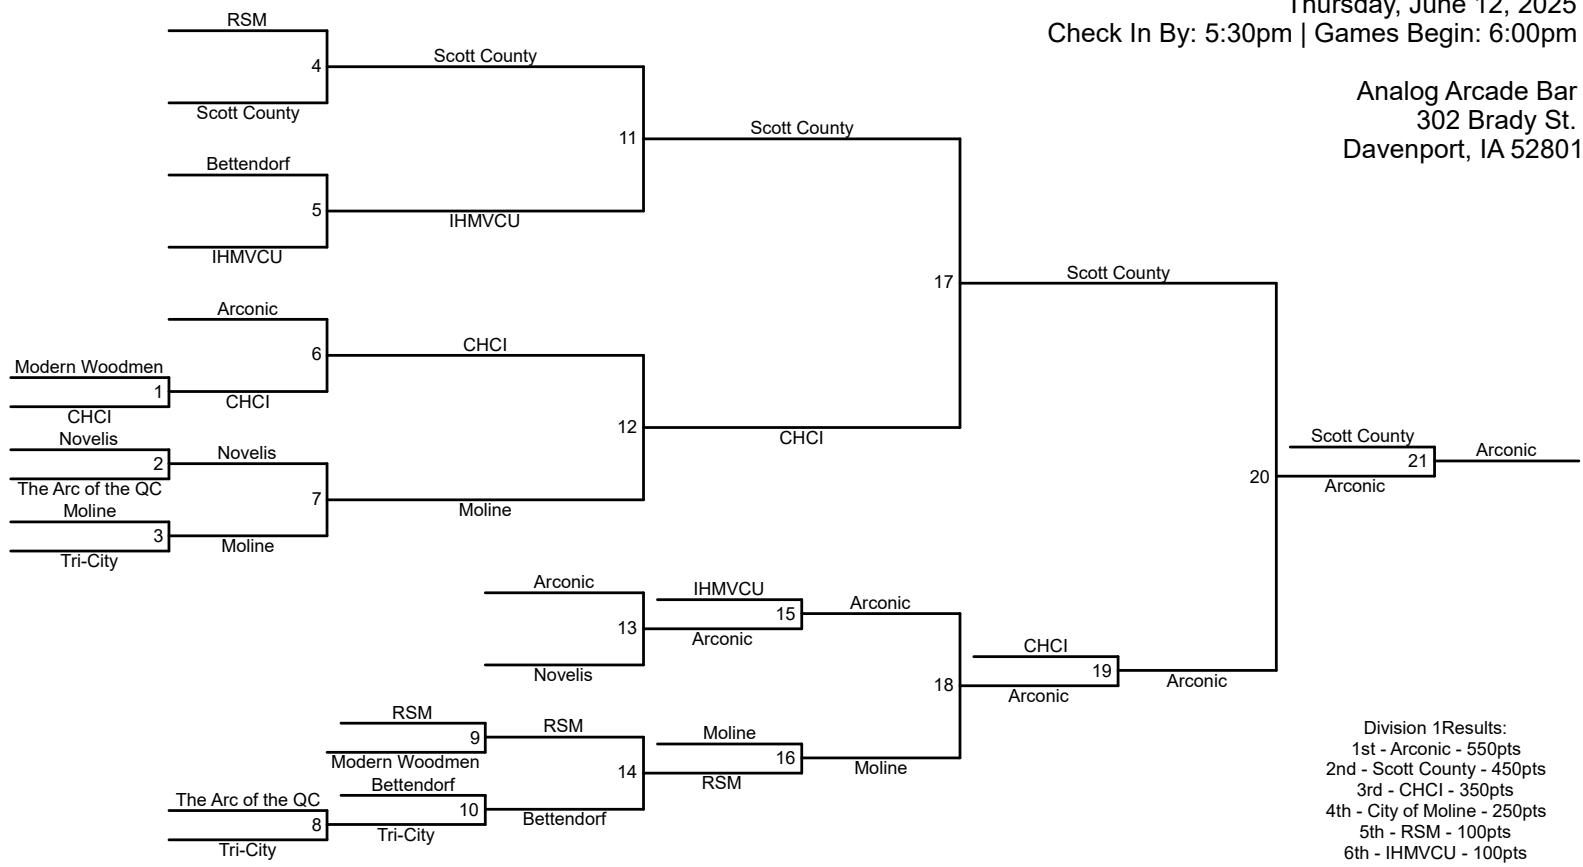 Thursday, June 12, 2025
Check In By: 5:30pm | Games Begin: 6:00pm
Analog Arcade Bar
302 Brady St.
Davenport, IA 52801
RSM
4
Scott County
Scott County
Bettendorf
5
IHMVCU
IHMVCU
11
Scott County
Arconic
6
CHCI
Modern Woodmen
1
CHCI
CHCI
Novelis
2
Novelis
The Arc of the QC
7
Moline
Moline
3
Moline
Tri-City
12
CHCI
17
Scott County
Arconic
13
Novelis
IHMVCU
15
Arconic
Arconic
RSM
9
RSM
Modern Woodmen
Bettendorf
10
Bettendorf
The Arc of the QC
8
Tri-City
Tri-City
14
Moline
16
RSM
Moline
18
CHCI
19
Arconic
Arconic
20
Scott County
21
Arconic
Arconic
Division 1Results:
1st - Arconic - 550pts
2nd - Scott County - 450pts
3rd - CHCI - 350pts
4th - City of Moline - 250pts
5th - RSM - 100pts
6th - IHMVCU - 100pts